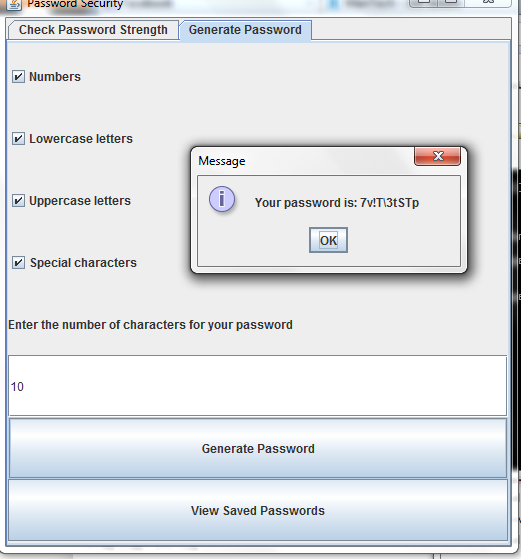 Password Security
Check Password Strength
Generate Password
Numbers
Lowercase letters
Uppercase letters
Special characters
Message
Your password is: 7v!T\3tSTp
OK
Enter the number of characters for your password
10
Generate Password
View Saved Passwords